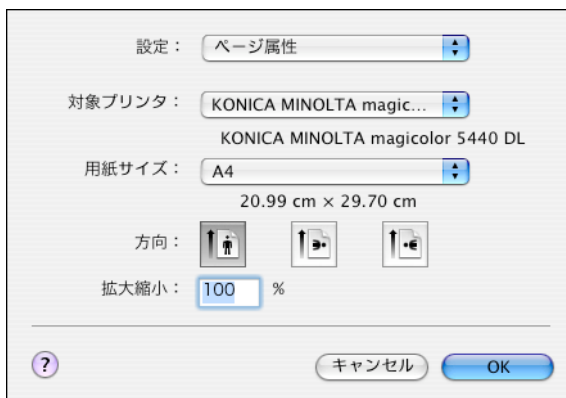 設定： ページ属性
対象プリンタ： KONICA MINOLTA magic...
KONICA MINOLTA magicolor 5440 DL
用紙サイズ： A4
20.99 cm × 29.70 cm
方向：
拡大縮小： 100 %
? キャンセル OK